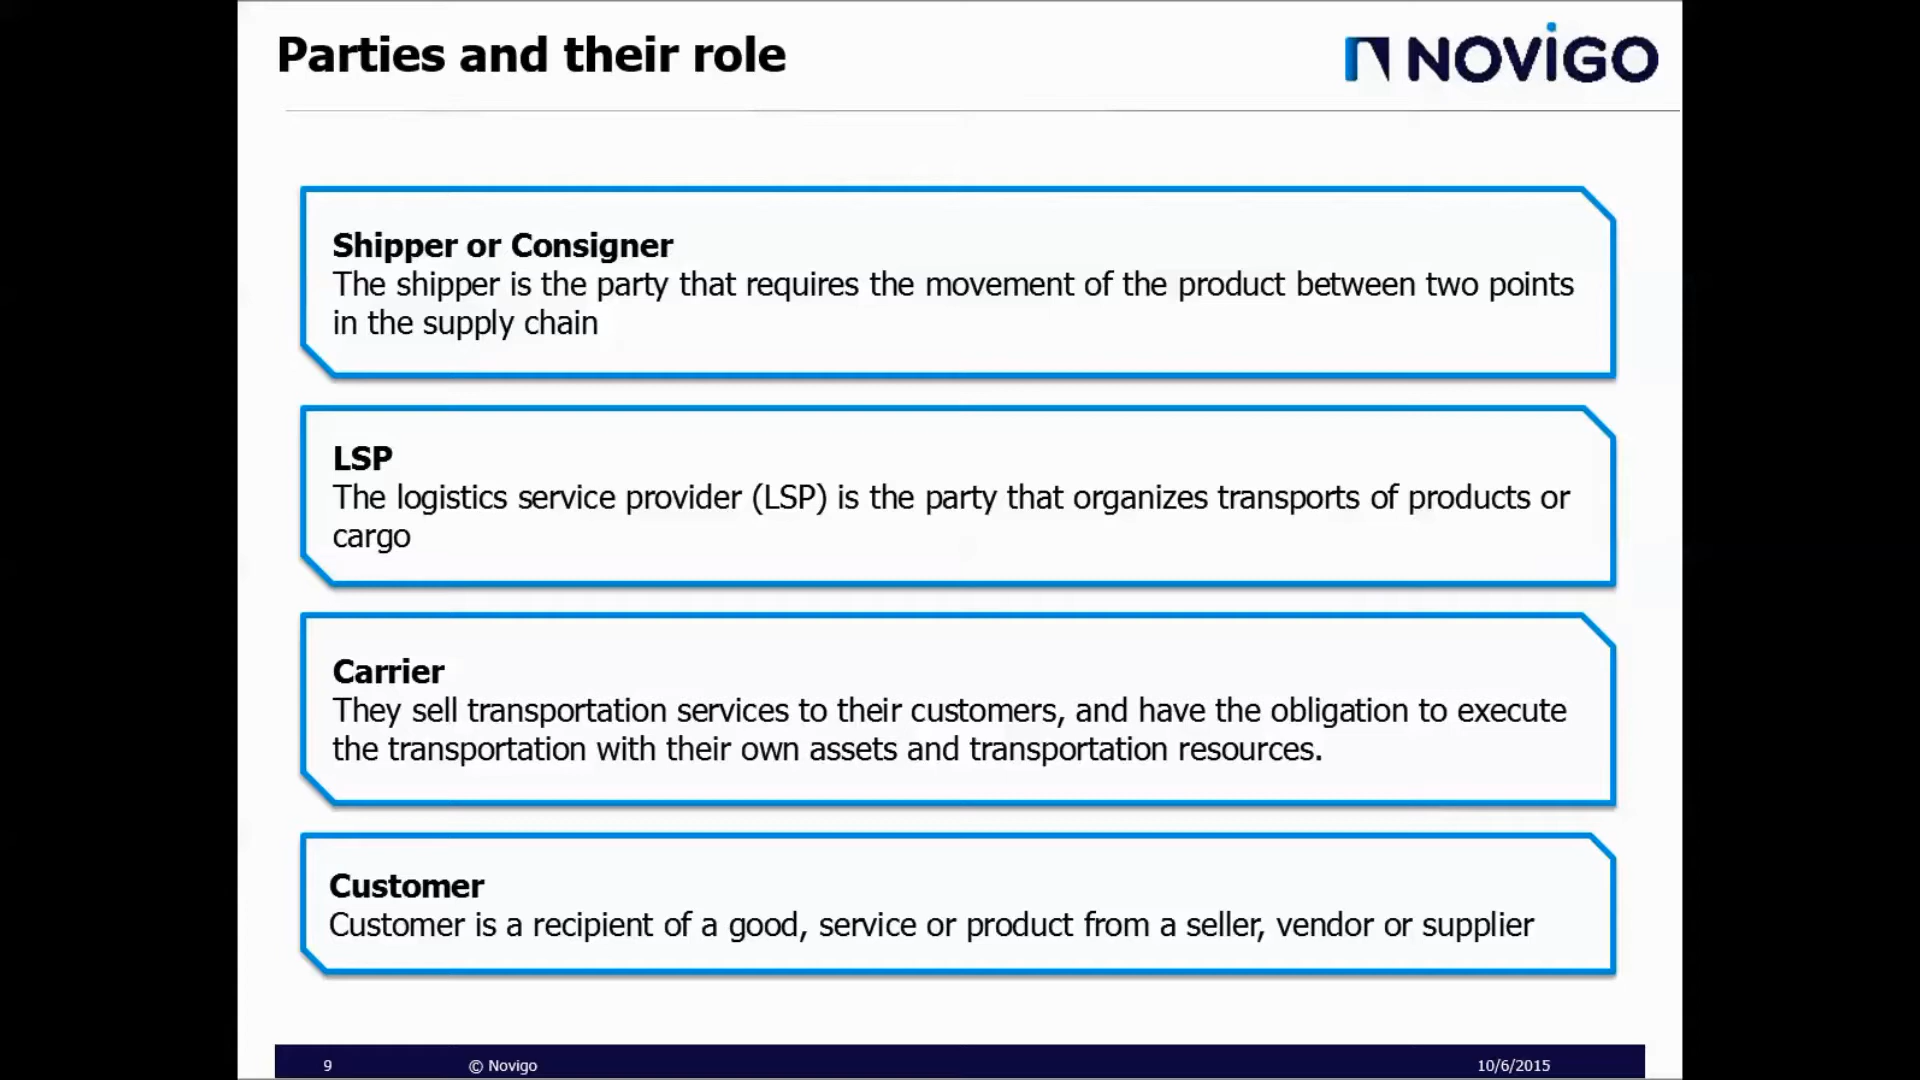 Parties and their role
NOVIGO
Shipper or Consigner
The shipper is the party that requires the movement of the product between two points
in the supply chain
LSP
The logistics service provider (LSP) is the party that organizes transports of products or
cargo
Carrier
They sell transportation services to their customers, and have the obligation to execute
the transportation with their own assets and transportation resources.
Customer
Customer is a recipient of a good, service or product from a seller, vendor or supplier
9 © Novigo 10/6/2015